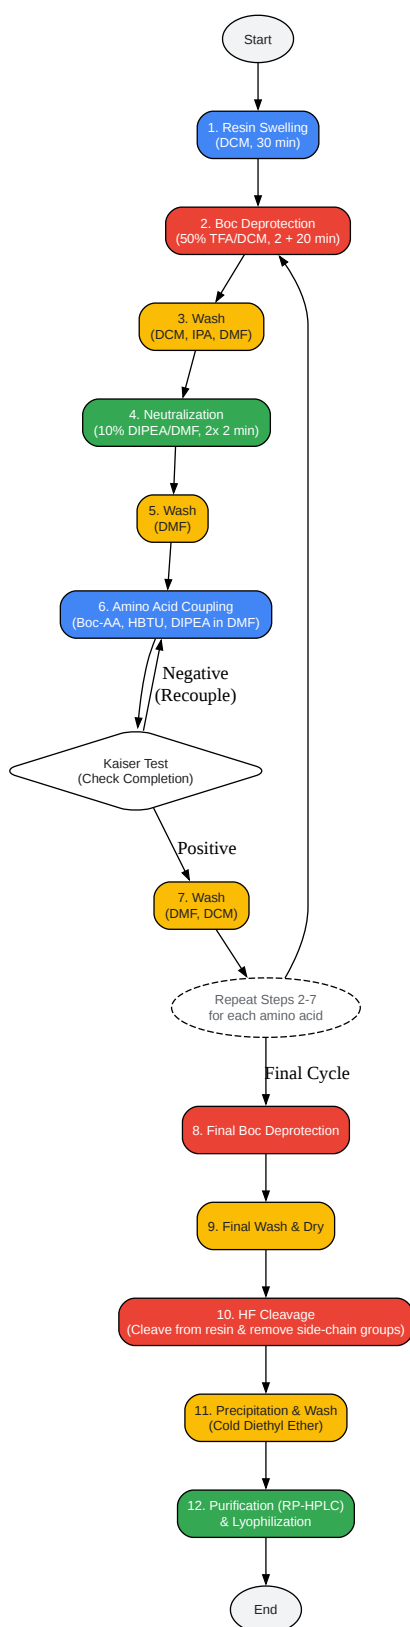 Start
1. Resin Swelling
(DCM, 30 min)
2. Boc Deprotection
(50% TFA/DCM, 2 + 20 min)
3. Wash
(DCM, IPA, DMF)
4. Neutralization
(10% DIPEA/DMF, 2x 2 min)
5. Wash
(DMF)
6. Amino Acid Coupling
(Boc-AA, HBTU, DIPEA in DMF)
Negative
(Recouple)
Kaiser Test
(Check Completion)
Positive
7. Wash
(DMF, DCM)
Repeat Steps 2-7
for each amino acid
Final Cycle
8. Final Boc Deprotection
9. Final Wash & Dry
10. HF Cleavage
(Cleave from resin & remove side-chain groups)
11. Precipitation & Wash
(Cold Diethyl Ether)
12. Purification (RP-HPLC)
& Lyophilization
End